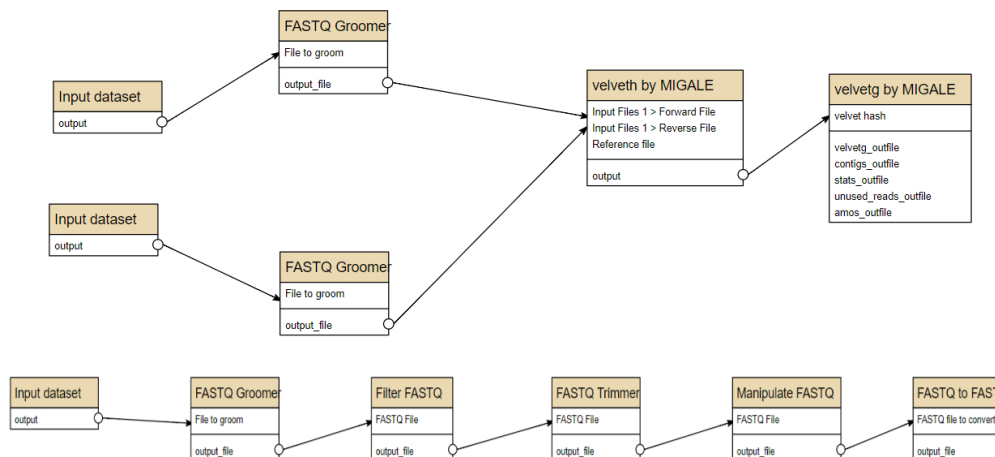 FASTQ Groomer
File to groom
output_file
Input dataset
output
velveth by MIGALE
Input Files 1 > Forward File
Input Files 1 > Reverse File
Reference file
output
velvetg by MIGALE
velvet hash
velvetg_outfile
contigs_outfile
stats_outfile
unused_reads_outfile
amos_outfile
Input dataset
output
FASTQ Groomer
File to groom
output_file
Input dataset
output
FASTQ Groomer
File to groom
output_file
Filter FASTQ
FASTQ File
output_file
FASTQ Trimmer
FASTQ File
output_file
Manipulate FASTQ
FASTQ File
output_file
FASTQ to FAST
FASTQ file to convert
output_file